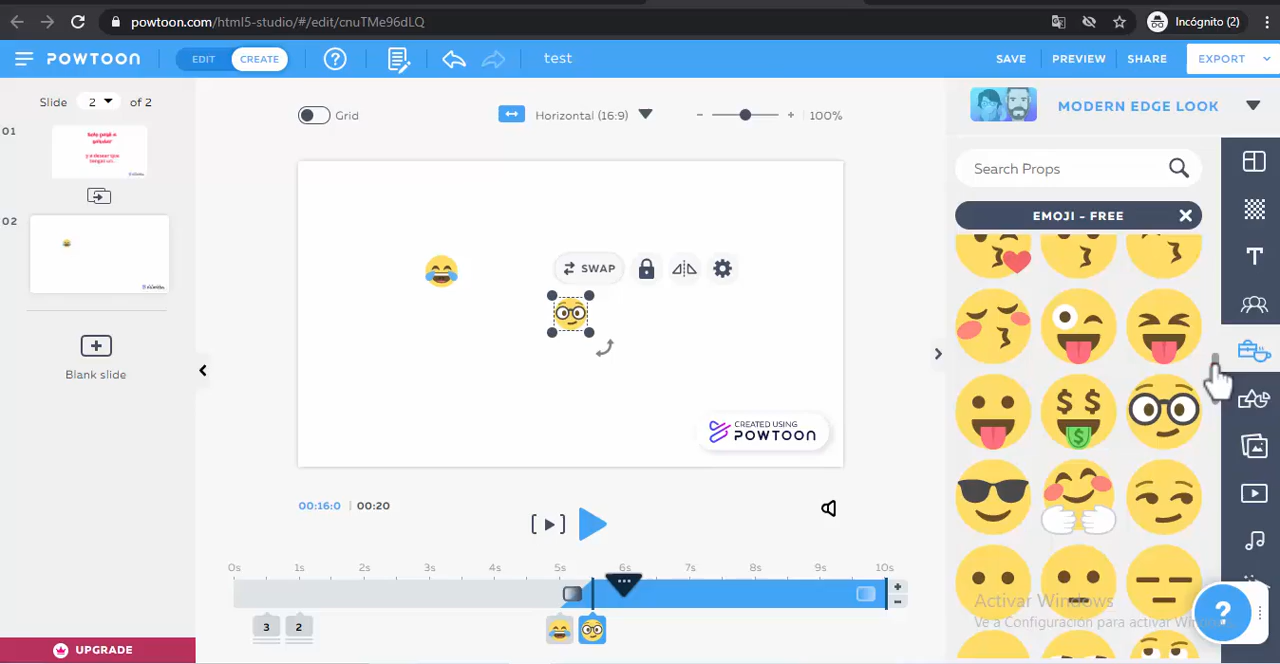 powtoon.com/html5-studio/#/edit/cnuTMe96dLQ
Incógnito (2)
POWTOON
EDIT
CREATE
?
test
SAVE
PREVIEW
SHARE
EXPORT
Slide
2
of 2
Grid
Horizontal (16:9)
-
+
100%
MODERN EDGE LOOK
01
Search Props
02
EMOJI - FREE
SWAP
T
Blank slide
CREATED USING
POWTOON
00:16:0
00:20
0s
1s
2s
3s
4s
5s
6s
7s
8s
9s
10s
+
-
3
2
Activar Windows
Ve a Configuración para activar
?
UPGRADE